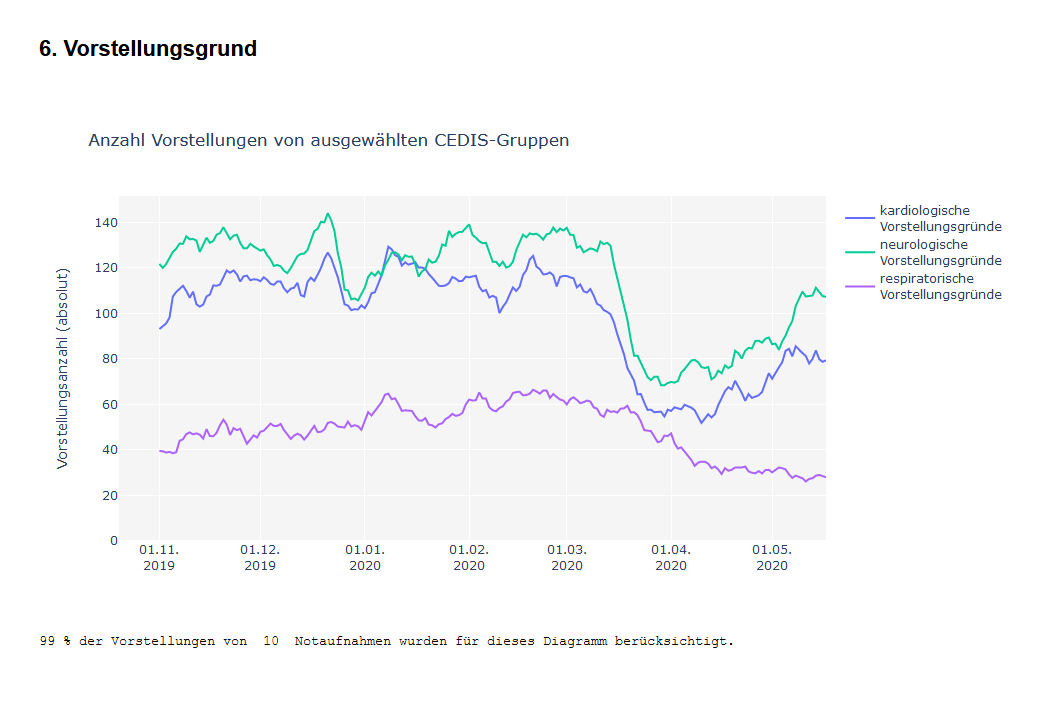 6. Vorstellungsgrund
Anzahl Vorstellungen von ausgewählten CEDIS-Gruppen
Vorstellungsanzahl (absolut)
140
120
100
80
60
40
20
0
01.11.
2019
01.12.
2019
01.01.
2020
01.02.
2020
01.03.
2020
01.04.
2020
01.05.
2020
kardiologische
Vorstellungsgründe
neurologische
Vorstellungsgründe
respiratorische
Vorstellungsgründe
99 % der Vorstellungen von  10  Notaufnahmen wurden für dieses Diagramm berücksichtigt.